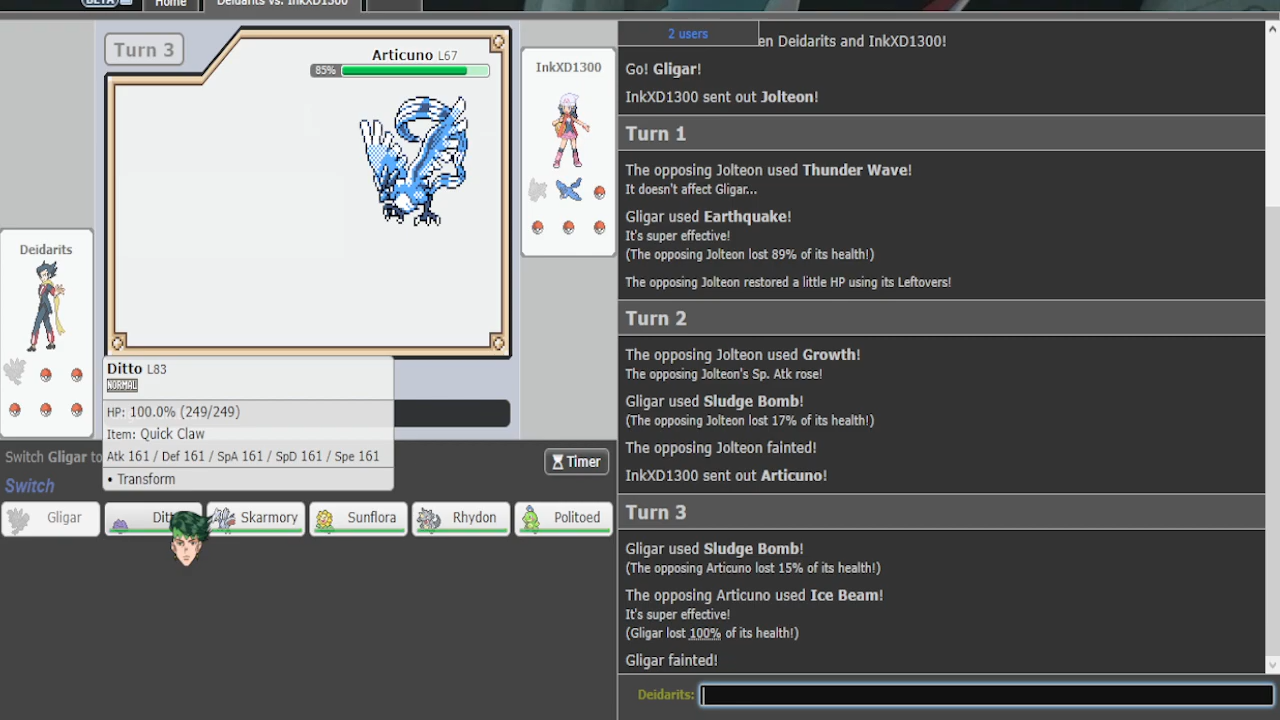 BETA
Home
Deidarits vs. InkXD1300
Turn 3
Articuno L67
85%
InkXD1300
Deidarits
Ditto L83
NORMAL
HP: 100.0% (249/249)
Item: Quick Claw
Atk 161 / Def 161 / SpA 161 / SpD 161 / Spe 161
• Transform
Switch Gligar to
Timer
Switch
Gligar
Skarmory
Sunflora
Rhydon
Politoed
2 users
en Deidarits and InkXD1300!
Go! Gligar!
InkXD1300 sent out Jolteon!
Turn 1
The opposing Jolteon used Thunder Wave!
It doesn't affect Gligar...
Gligar used Earthquake!
It's super effective!
(The opposing Jolteon lost 89% of its health!)
The opposing Jolteon restored a little HP using its Leftovers!
Turn 2
The opposing Jolteon used Growth!
The opposing Jolteon's Sp. Atk rose!
Gligar used Sludge Bomb!
(The opposing Jolteon lost 17% of its health!)
The opposing Jolteon fainted!
InkXD1300 sent out Articuno!
Turn 3
Gligar used Sludge Bomb!
(The opposing Articuno lost 15% of its health!)
The opposing Articuno used Ice Beam!
It's super effective!
(Gligar lost 100% of its health!)
Gligar fainted!
Deidarits: